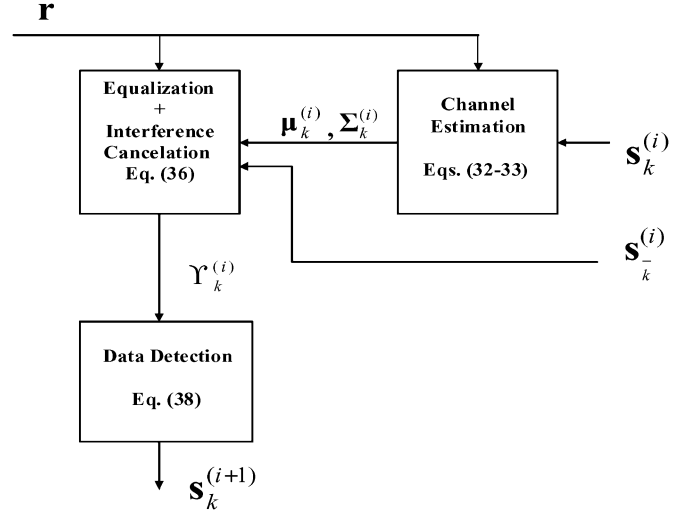 r
Equalization
+
Interference
Cancelation
Eq. (36)
μ_k^(i) , Σ_k^(i)
Channel
Estimation
Eqs. (32-33)
s_k^(i)
s_k̄^(i)
ϒ_k^(i)
Data Detection
Eq. (38)
s_k^(i+1)